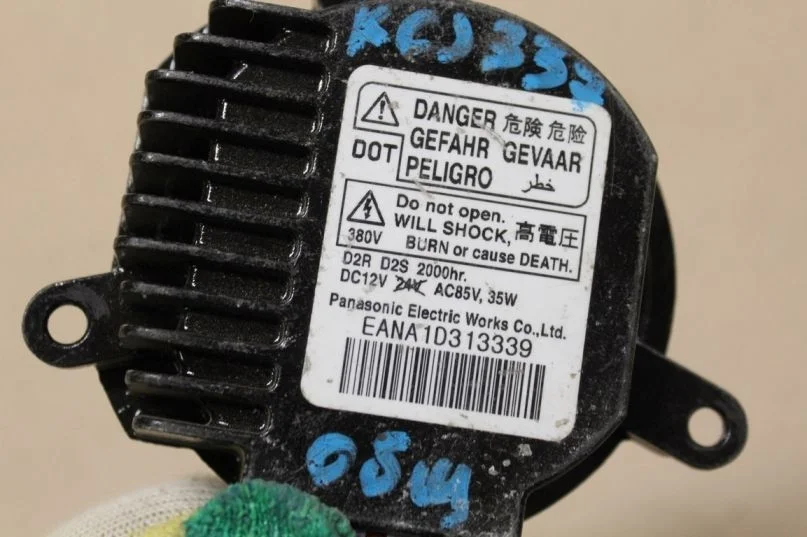 KCJ332
DANGER 危険 危险
GEFAHR GEVAAR
DOT PELIGRO خطر
Do not open.
WILL SHOCK, 高電圧
380V BURN or cause DEATH.
D2R D2S 2000hr.
DC12V 24V AC85V, 35W
Panasonic Electric Works Co.,Ltd.
EANA1D313339